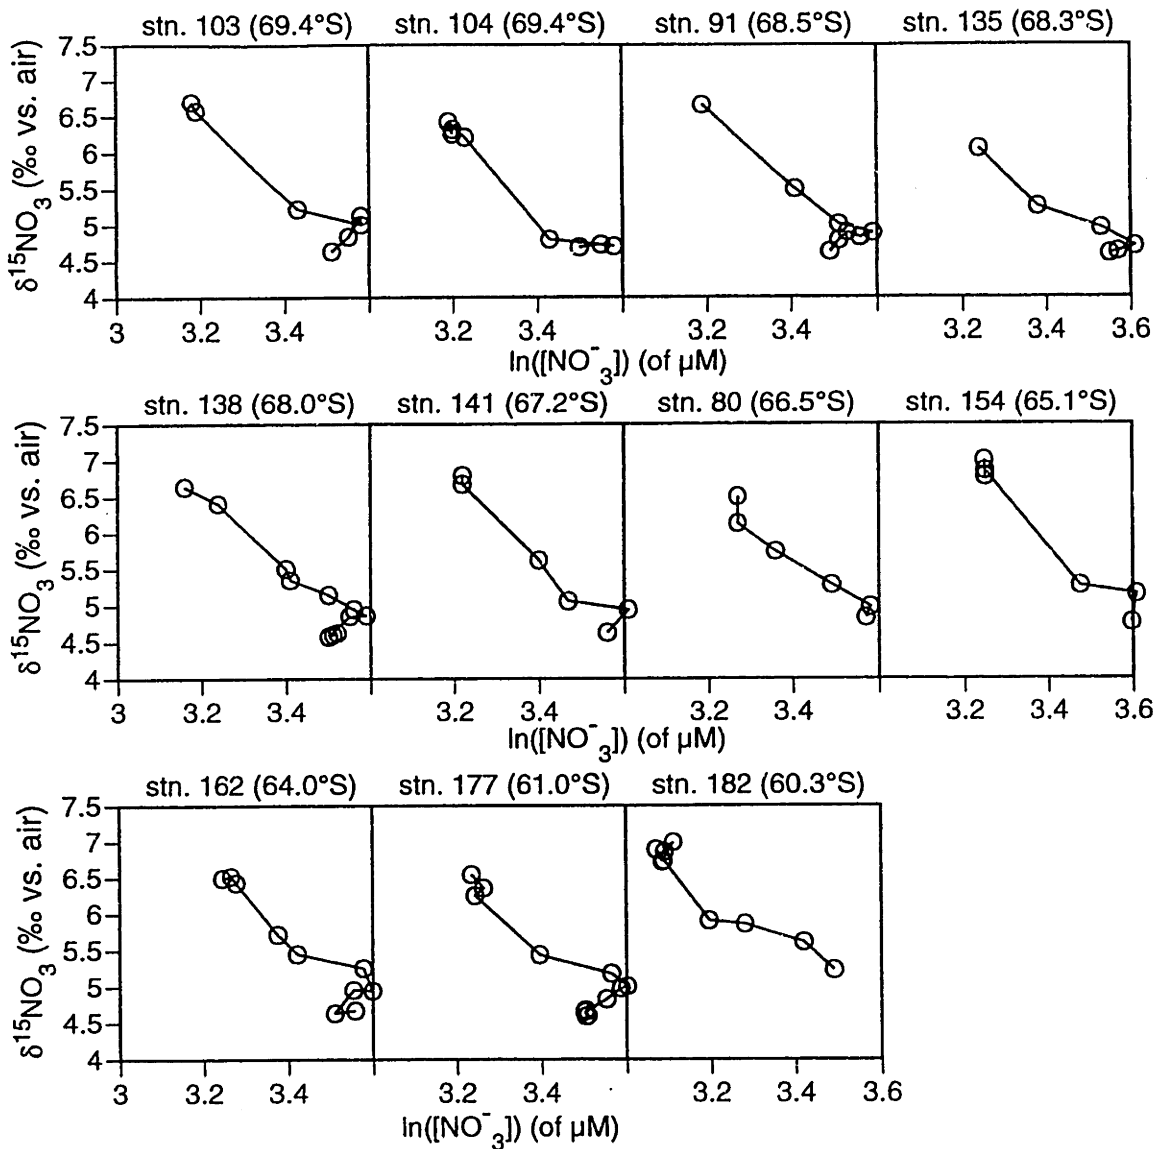 stn. 103 (69.4°S) stn. 104 (69.4°S) stn. 91 (68.5°S) stn. 135 (68.3°S)
7.5
7
6.5
6
5.5
5
4.5
4
δ¹⁵NO₃ (‰ vs. air)
3 3.2 3.4 3.2 3.4 3.2 3.4 3.2 3.4 3.6
ln([NO⁻₃]) (of µM)
stn. 138 (68.0°S) stn. 141 (67.2°S) stn. 80 (66.5°S) stn. 154 (65.1°S)
7.5
7
6.5
6
5.5
5
4.5
4
δ¹⁵NO₃ (‰ vs. air)
3 3.2 3.4 3.2 3.4 3.2 3.4 3.2 3.4 3.6
ln([NO⁻₃]) (of µM)
stn. 162 (64.0°S) stn. 177 (61.0°S) stn. 182 (60.3°S)
7.5
7
6.5
6
5.5
5
4.5
4
δ¹⁵NO₃ (‰ vs. air)
3 3.2 3.4 3.2 3.4 3.2 3.4 3.6
ln([NO⁻₃]) (of µM)